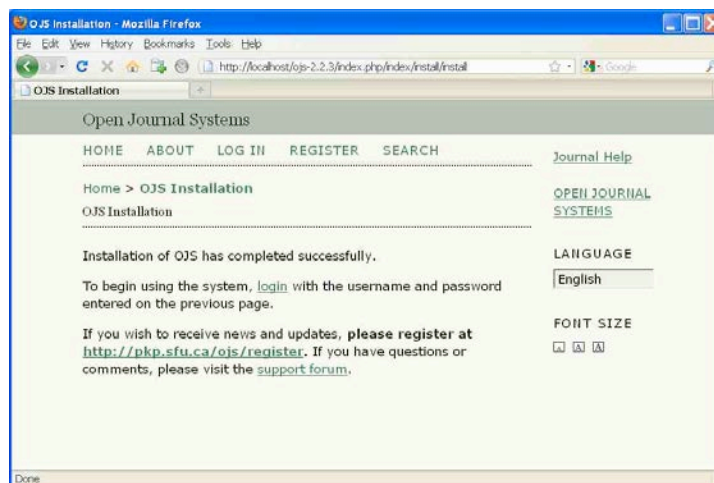 OJS Installation - Mozilla Firefox
File Edit View History Bookmarks Tools Help
http://localhost/ojs-2.2.3/index.php/index/install/install
Google
OJS Installation
Open Journal Systems
HOME ABOUT LOG IN REGISTER SEARCH
Home > OJS Installation
OJS Installation
Installation of OJS has completed successfully.
To begin using the system, login with the username and password
entered on the previous page.
If you wish to receive news and updates, please register at
http://pkp.sfu.ca/ojs/register. If you have questions or
comments, please visit the support forum.
Journal Help
OPEN JOURNAL
SYSTEMS
LANGUAGE
English
FONT SIZE
A A A
Done